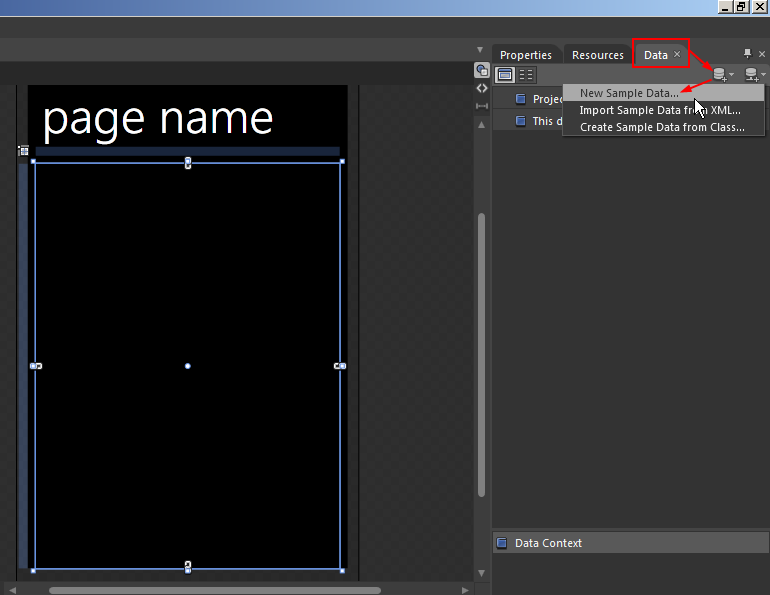 Properties
Resources
Data
New Sample Data...
Projec
Import Sample Data from XML...
This d
Create Sample Data from Class...
page name
Data Context